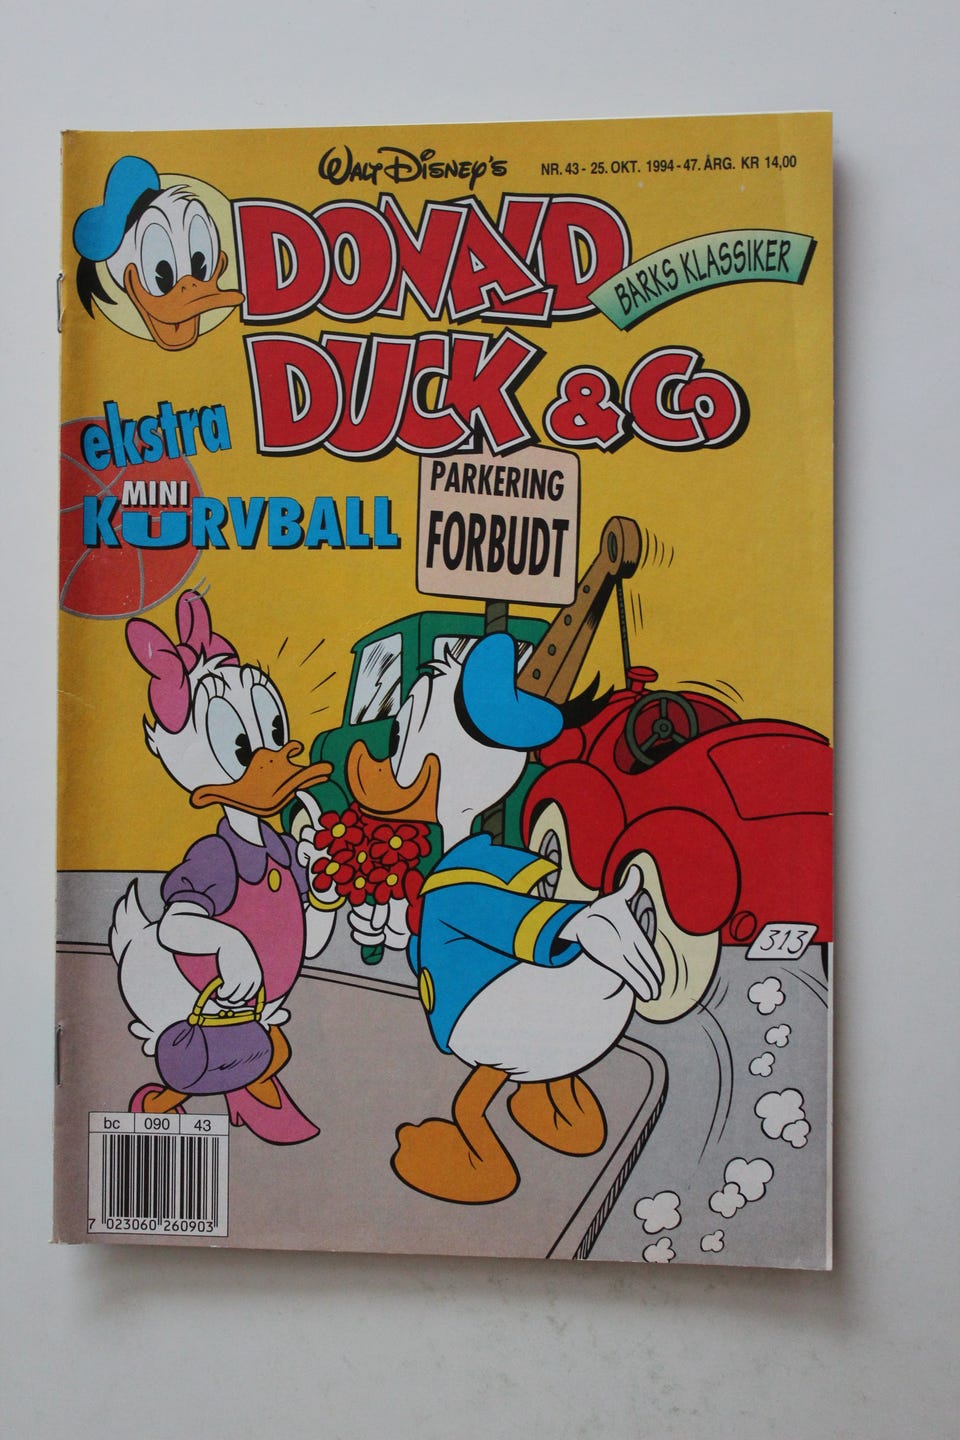 Walt Disney's
NR. 43 - 25. OKT. 1994 - 47. ÅRG. KR 14,00
DONALD
BARKS KLASSIKER
DUCK & Co
ekstra
MINI
KURVBALL
PARKERING
FORBUDT
313
bc 090 43
7 023060 260903